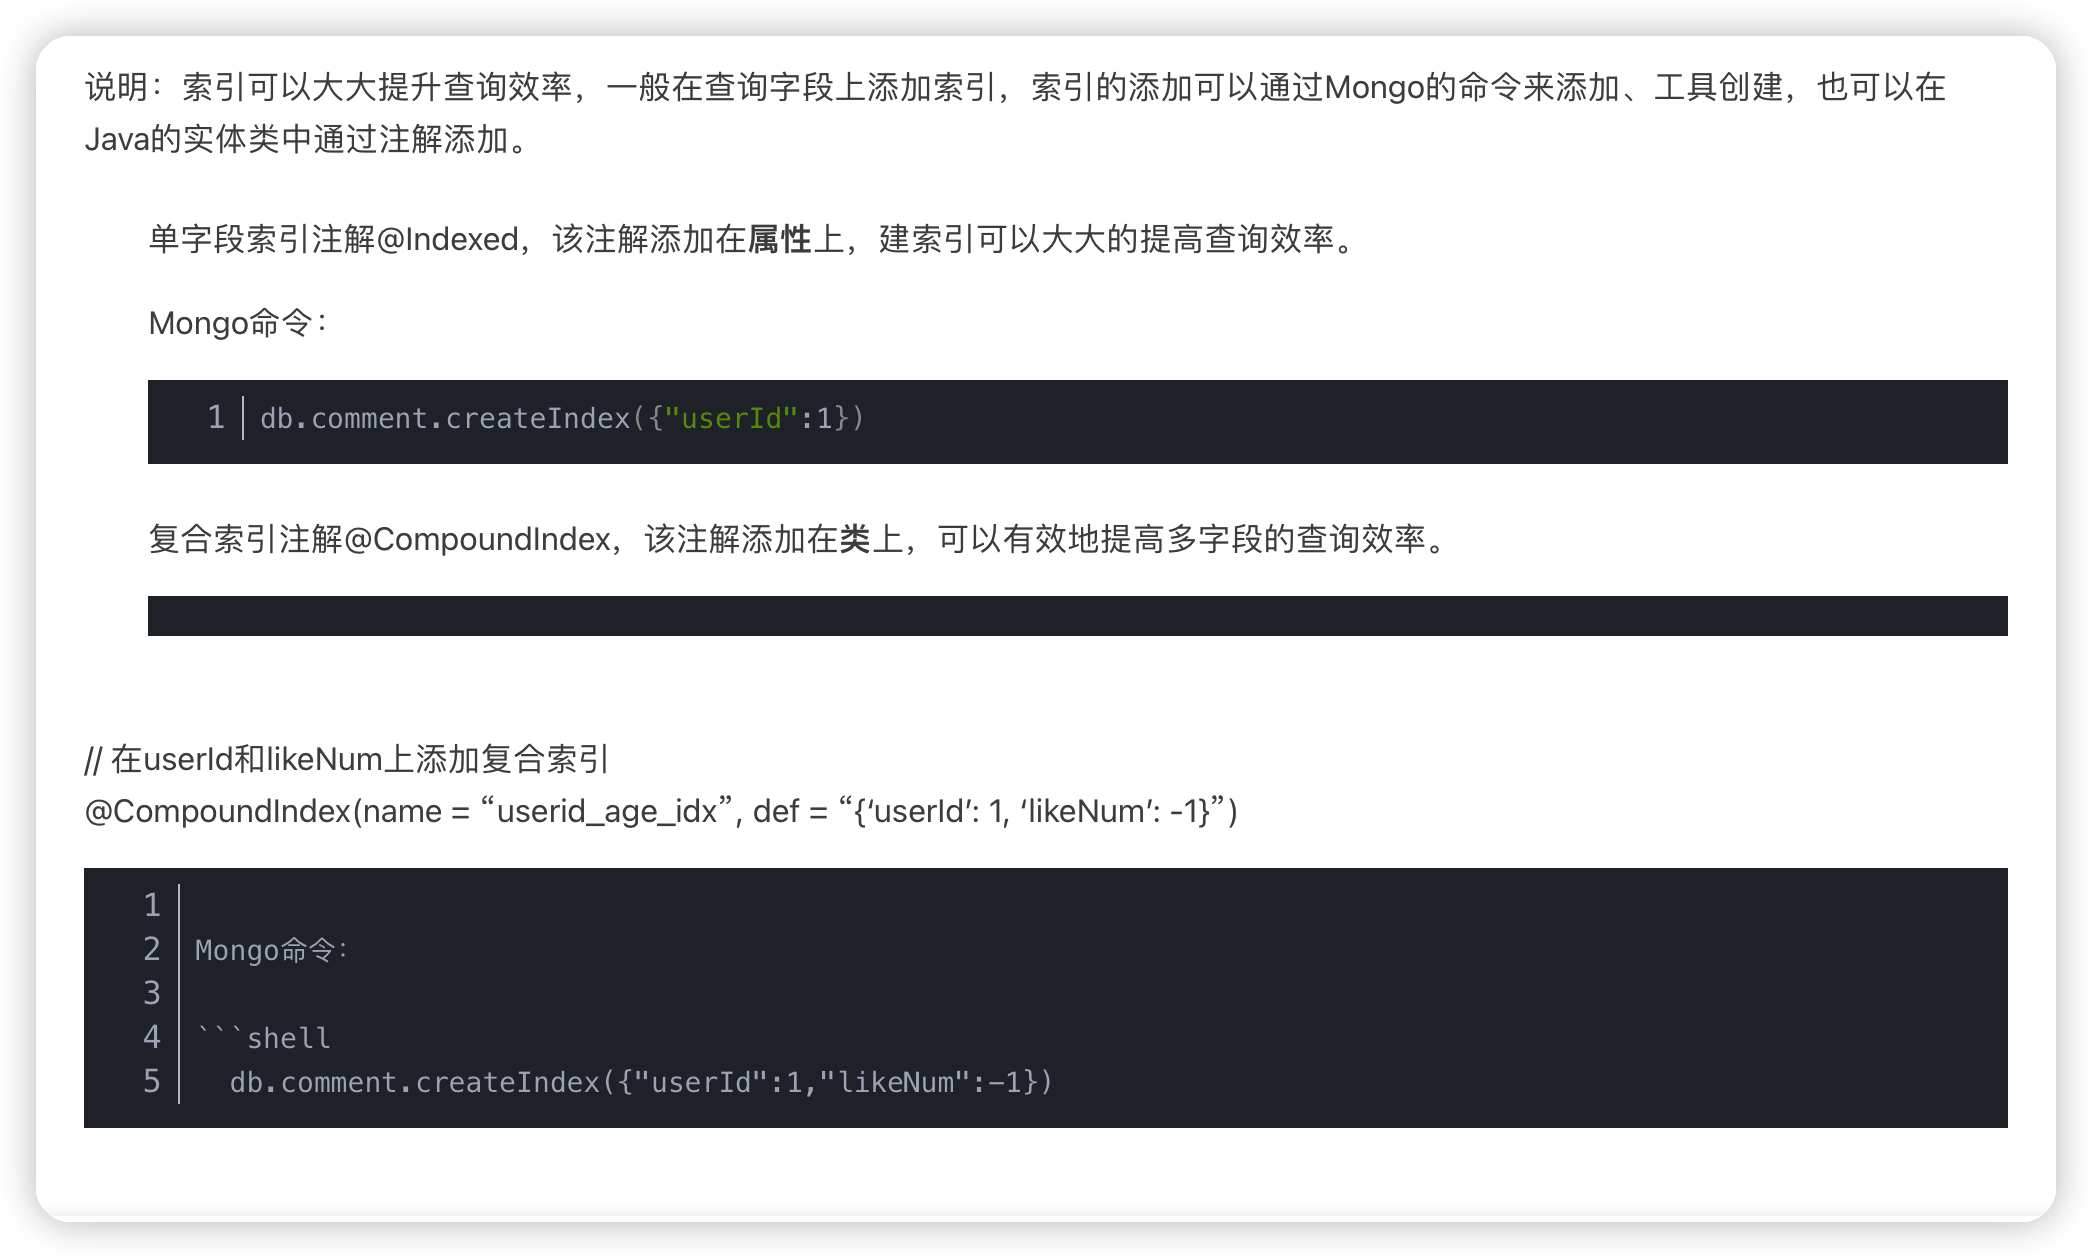 说明：索引可以大大提升查询效率，一般在查询字段上添加索引，索引的添加可以通过Mongo的命令来添加、工具创建，也可以在
Java的实体类中通过注解添加。
单字段索引注解@Indexed，该注解添加在属性上，建索引可以大大的提高查询效率。
Mongo命令：
1 db.comment.createIndex({"userId":1})
复合索引注解@CompoundIndex，该注解添加在类上，可以有效地提高多字段的查询效率。
// 在userId和likeNum上添加复合索引
@CompoundIndex(name = “userid_age_idx”, def = “{‘userId’: 1, ‘likeNum’: -1}”)
1
2 Mongo命令：
3
4 ```shell
5   db.comment.createIndex({"userId":1,"likeNum":-1})